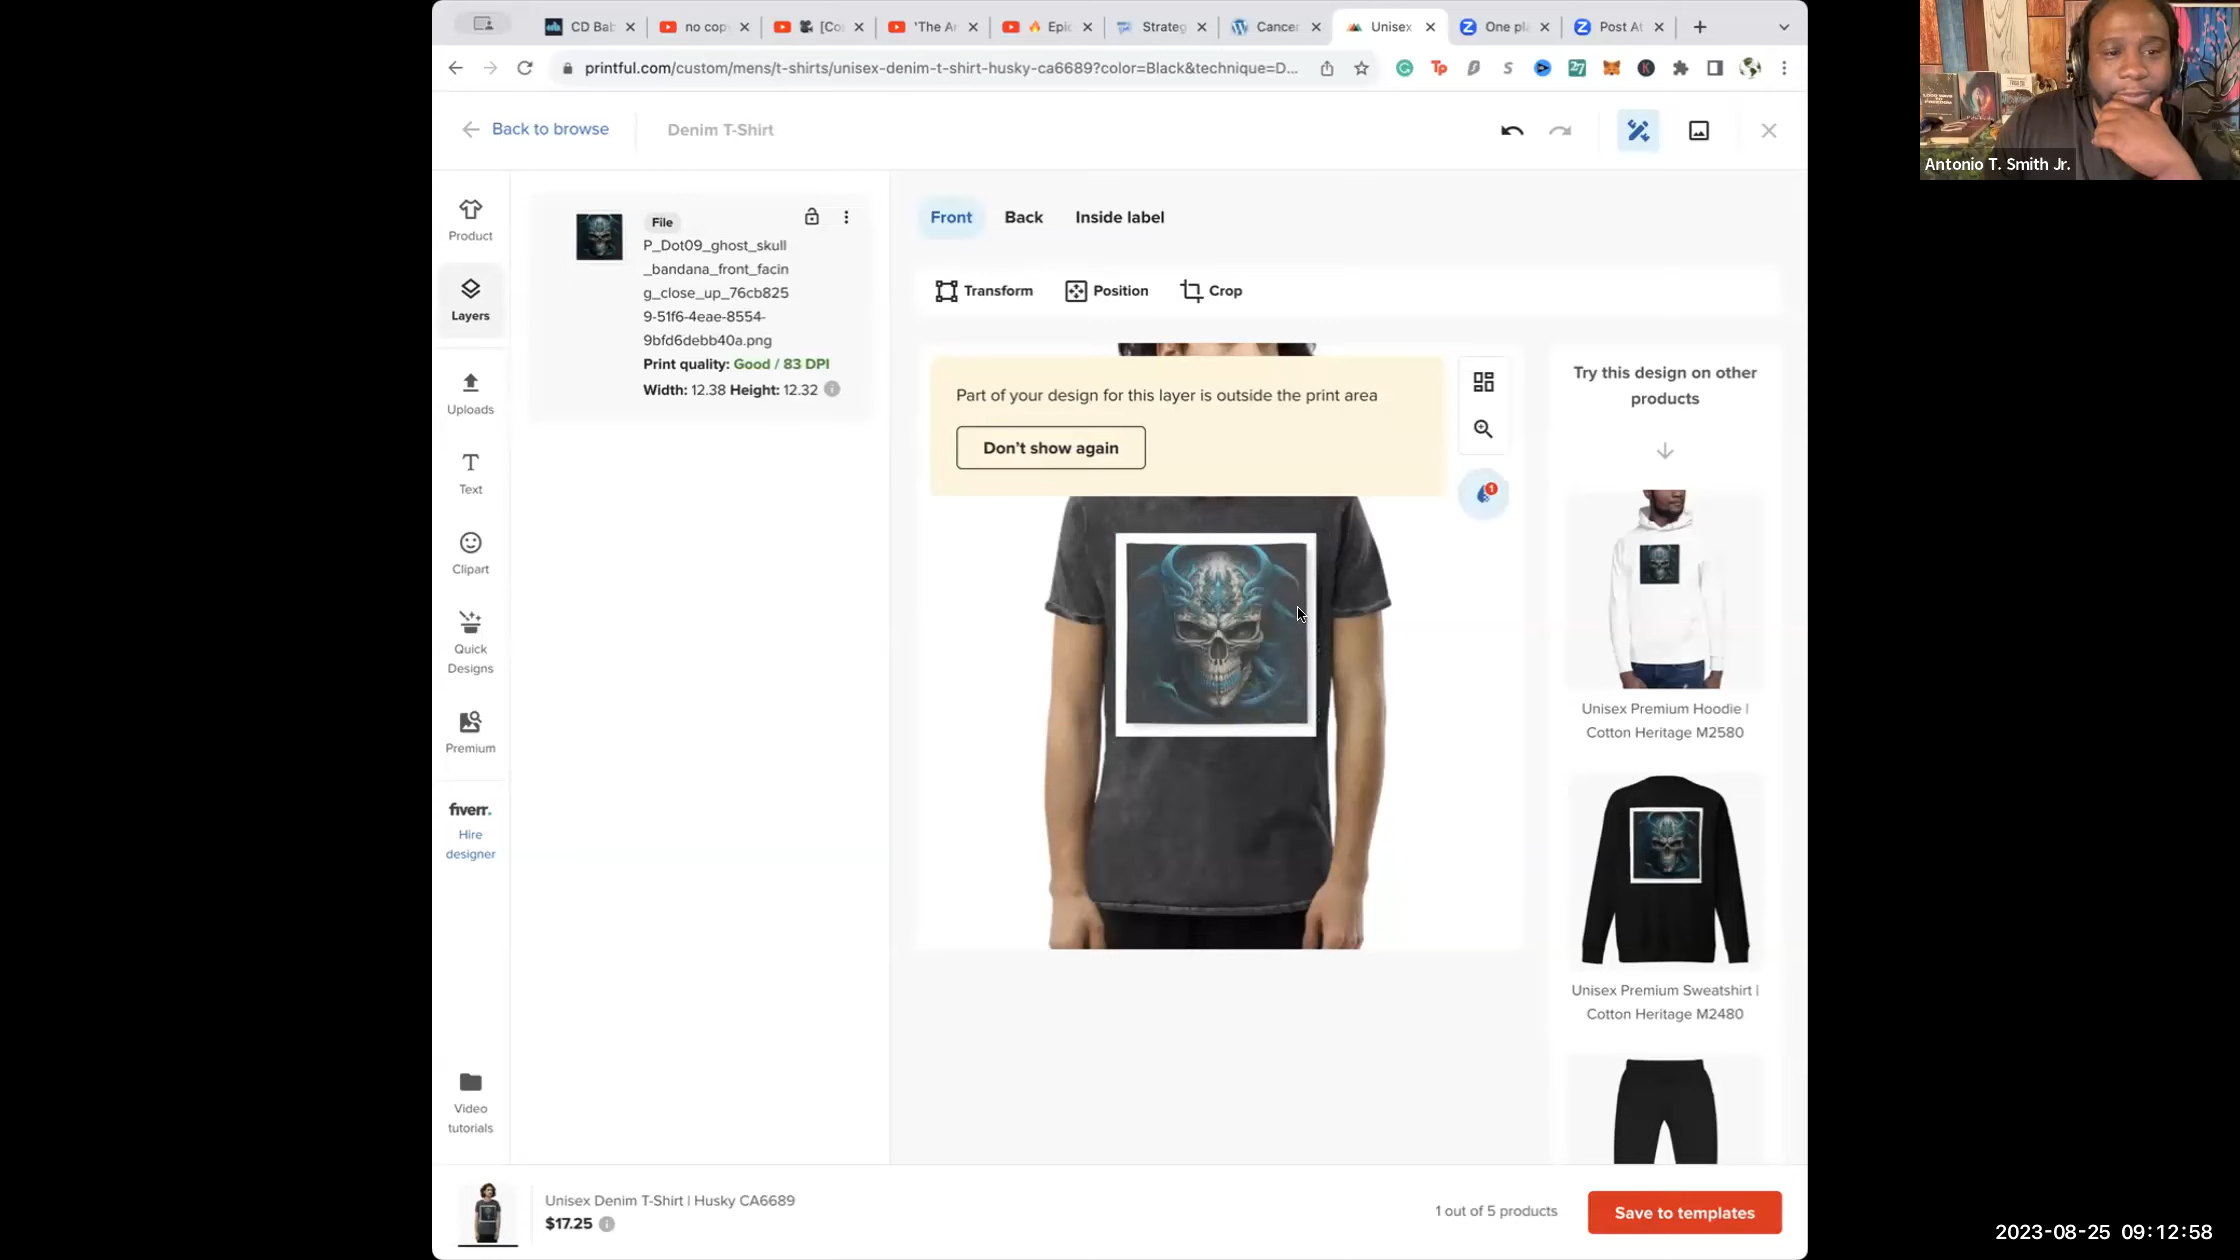 CD Bab
no cop
[Co
'The Ar
Epic
Strateg
Cancer
Unisex
One pla
Post At
printful.com/custom/mens/t-shirts/unisex-denim-t-shirt-husky-ca6689?color=Black&technique=D...
Back to browse
Denim T-Shirt
Antonio T. Smith Jr.
Product
Layers
Uploads
Text
Clipart
Quick
Designs
Premium
fiverr.
Hire
designer
Video
tutorials
File
P_Dot09_ghost_skull
_bandana_front_facin
g_close_up_76cb825
9-51f6-4eae-8554-
9bfd6debb40a.png
Print quality: Good / 83 DPI
Width: 12.38 Height: 12.32
Front Back Inside label
Transform Position Crop
Part of your design for this layer is outside the print area
Don't show again
1
Try this design on other
products
Unisex Premium Hoodie |
Cotton Heritage M2580
Unisex Premium Sweatshirt |
Cotton Heritage M2480
Unisex Denim T-Shirt | Husky CA6689
$17.25
1 out of 5 products
Save to templates
2023-08-25 09:12:58